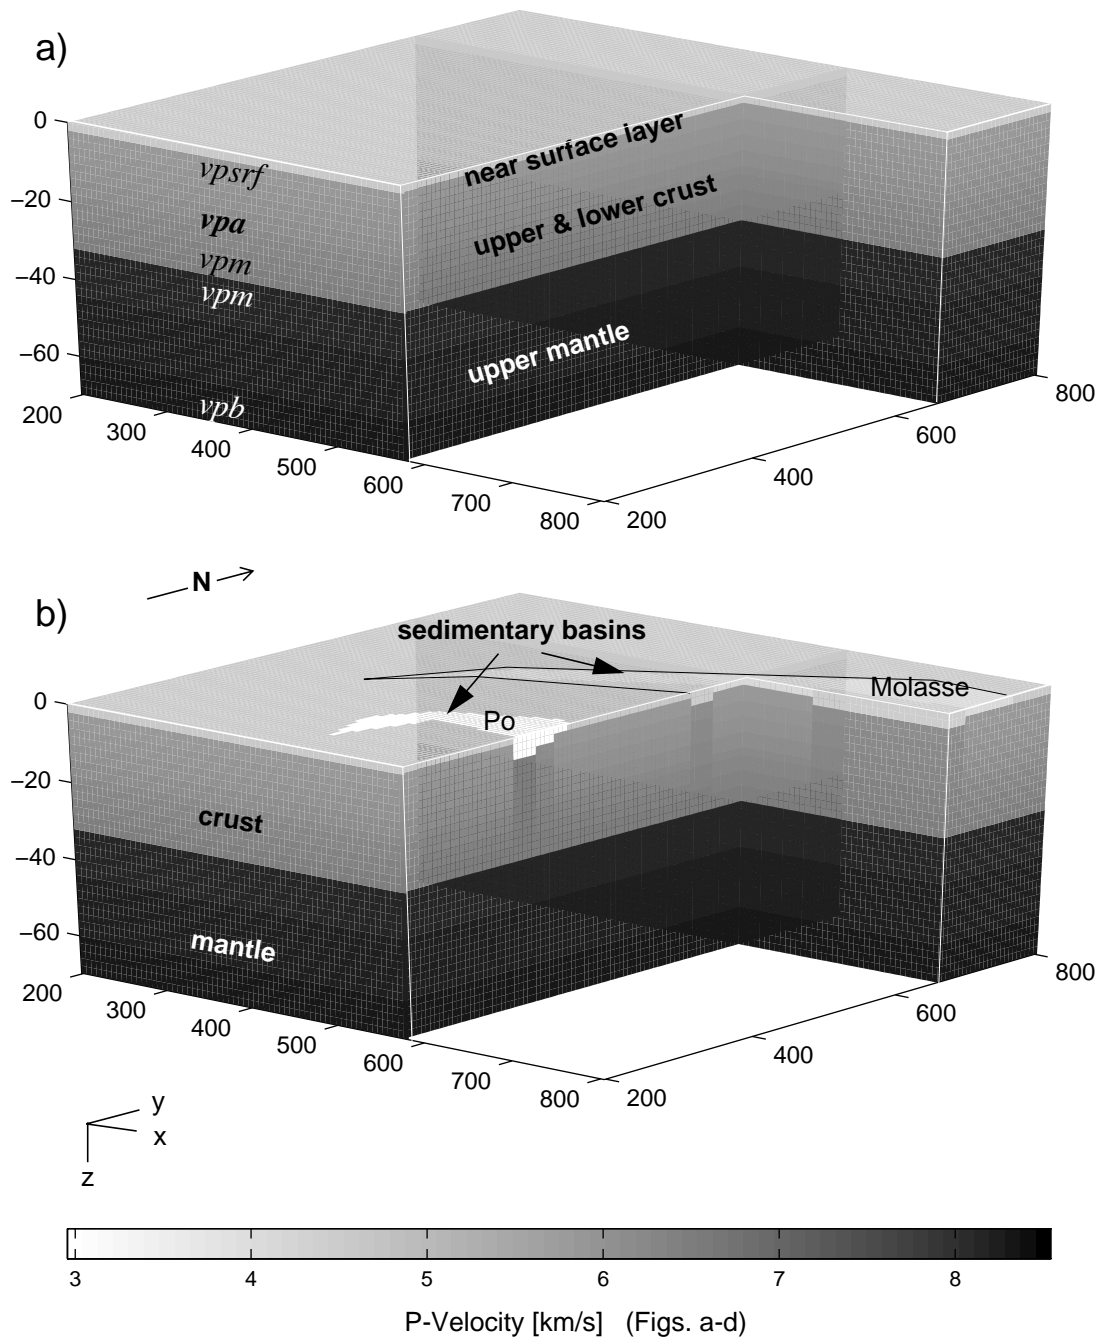 a)
0
−20
−40
−60
vpsrf
vpa
vpm
vpm
vpb
near surface layer
upper & lower crust
upper mantle
200
300
400
500
600
700
800
200
400
600
800
N
b)
sedimentary basins
Molasse
Po
0
−20
−40
−60
crust
mantle
200
300
400
500
600
700
800
200
400
600
800
y
x
z
3 4 5 6 7 8
P-Velocity [km/s] (Figs. a-d)